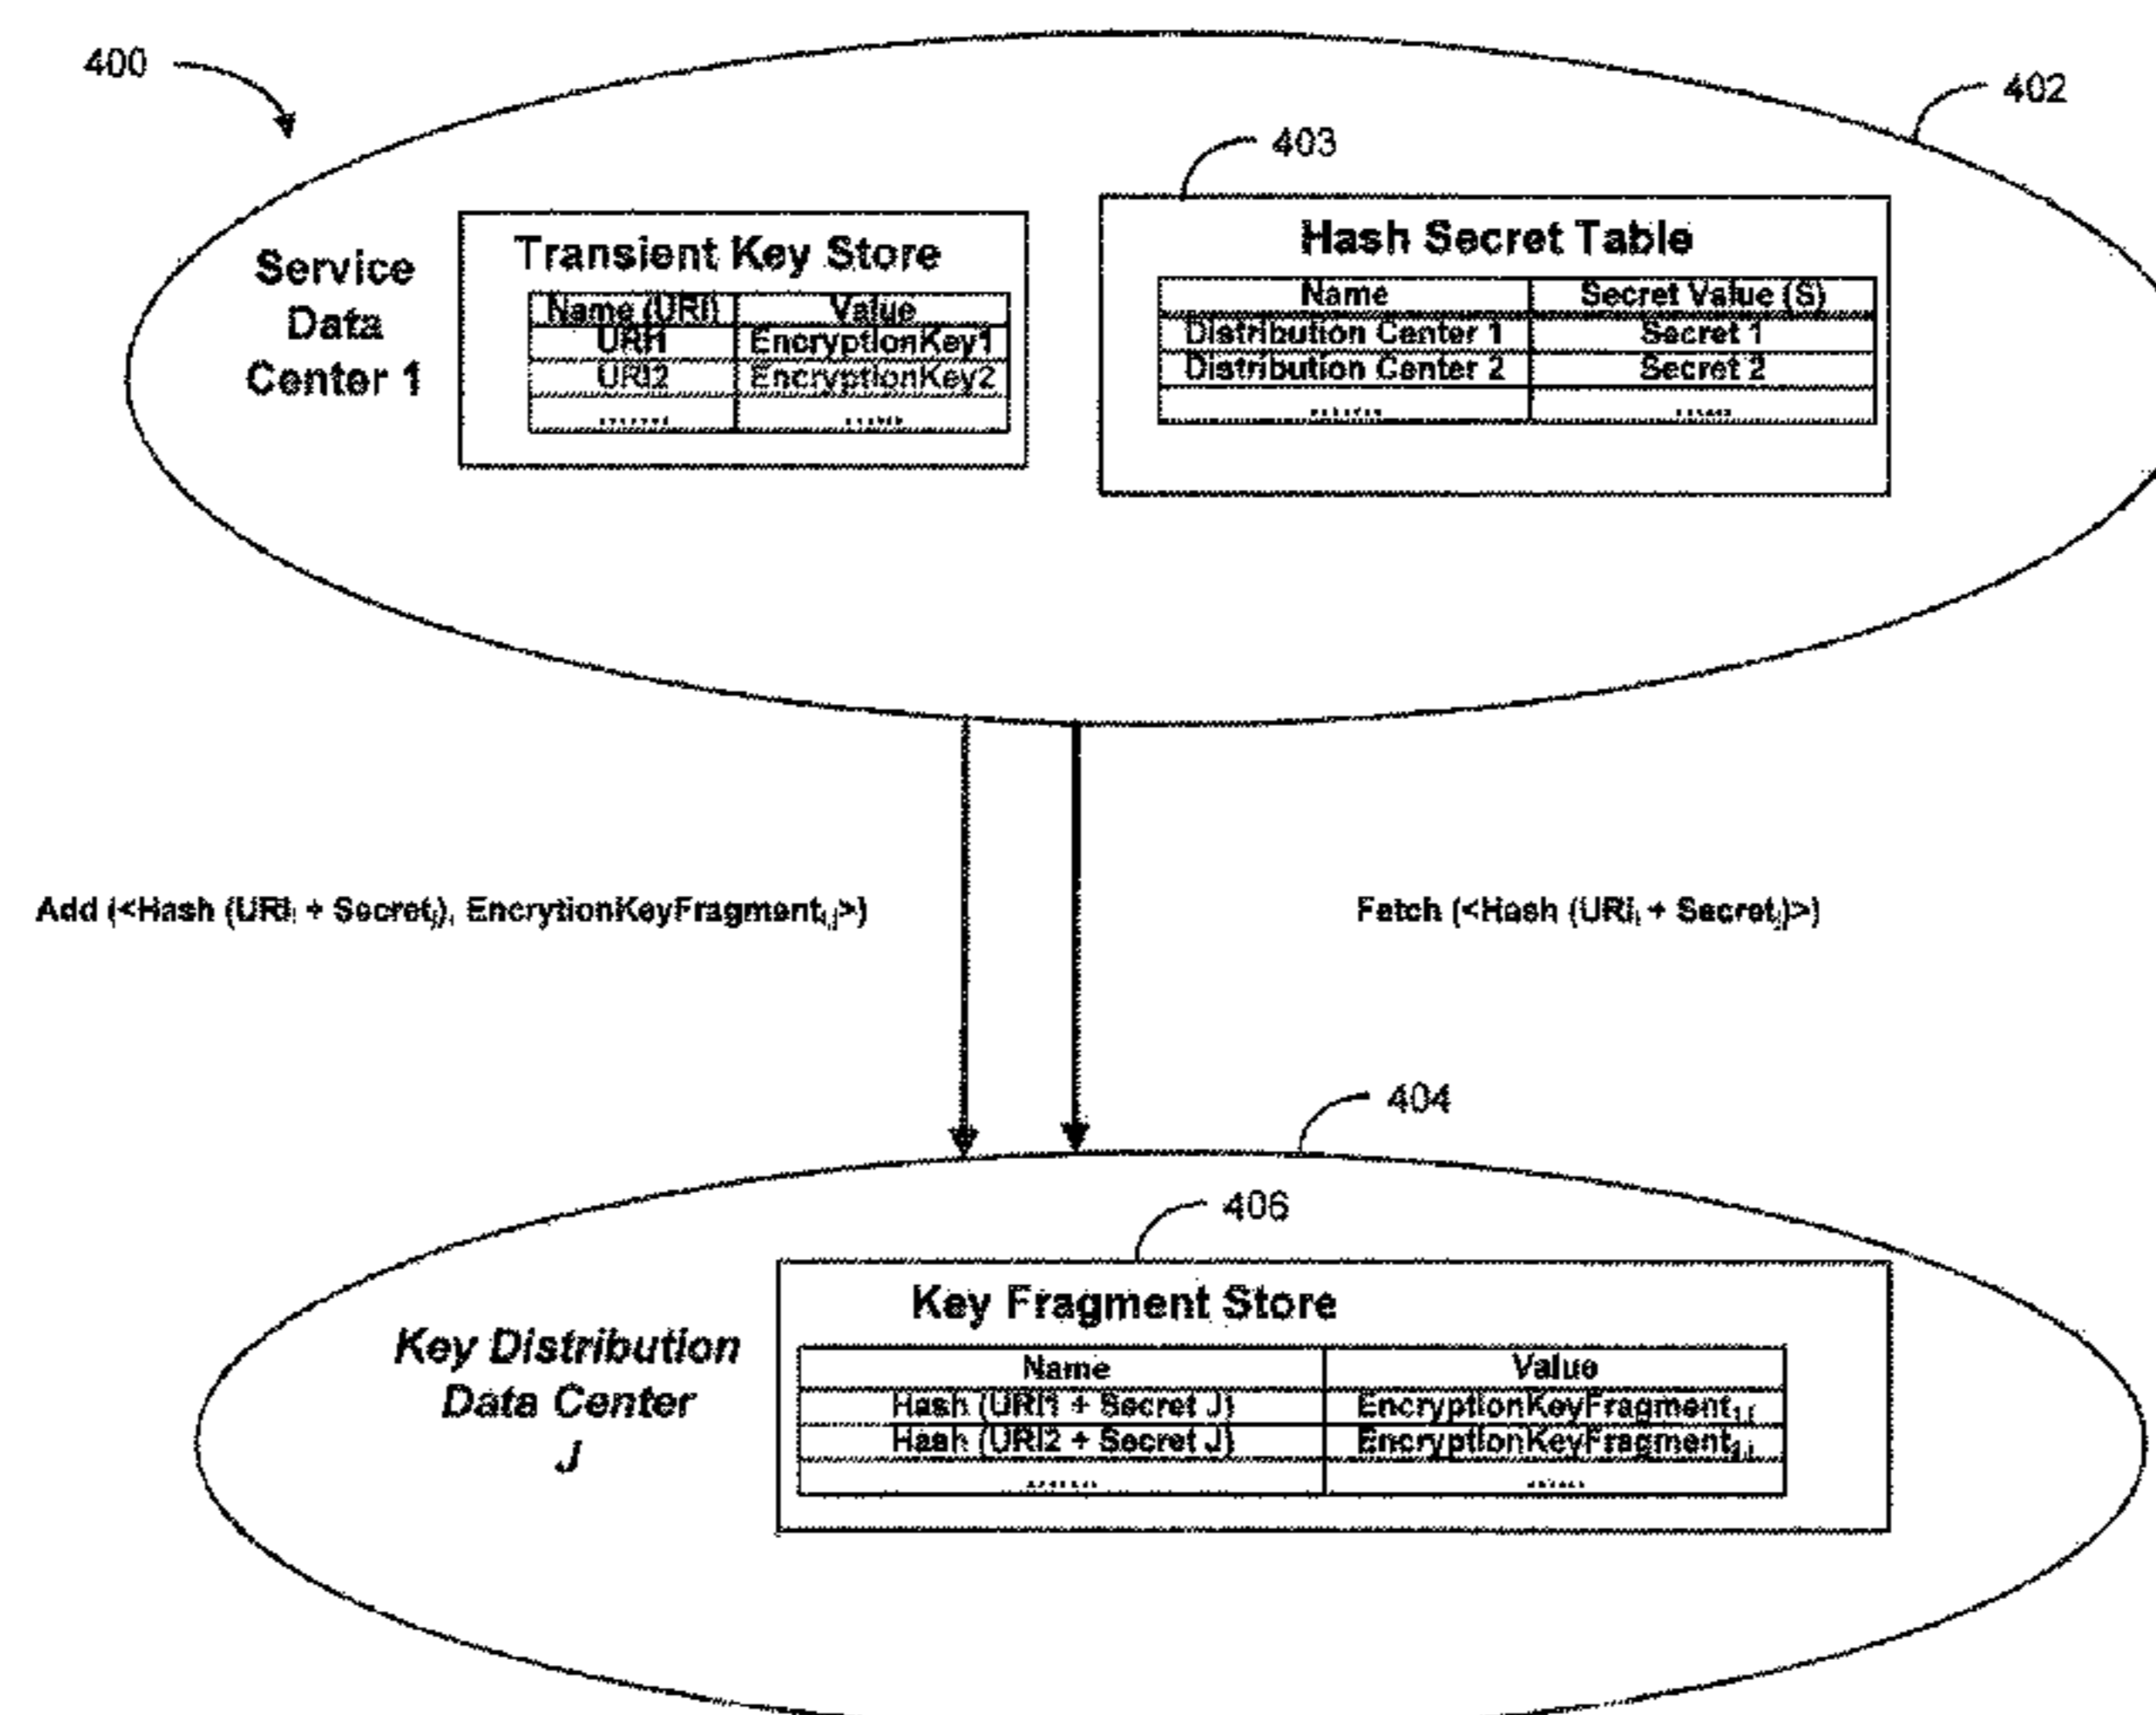 400
402
403
Service
Data
Center 1
Transient Key Store
Name (URI) Value
URI1 EncryptionKey1
URI2 EncryptionKey2
.......
......
Hash Secret Table
Name Secret Value (S)
Distribution Center 1 Secret 1
Distribution Center 2 Secret 2
.......
......
Add (<Hash (URIi + Secretj), EncrytionKeyFragmenti,j>)
Fetch (<Hash (URIi + Secretj)>)
404
406
Key Distribution
Data Center
J
Key Fragment Store
Name Value
Hash (URI1 + Secret J) EncryptionKeyFragment1,j
Hash (URI2 + Secret J) EncryptionKeyFragment
.......
......